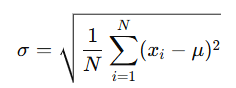 σ = √(1/N ∑_{i=1}^{N} (x_i − μ)²)